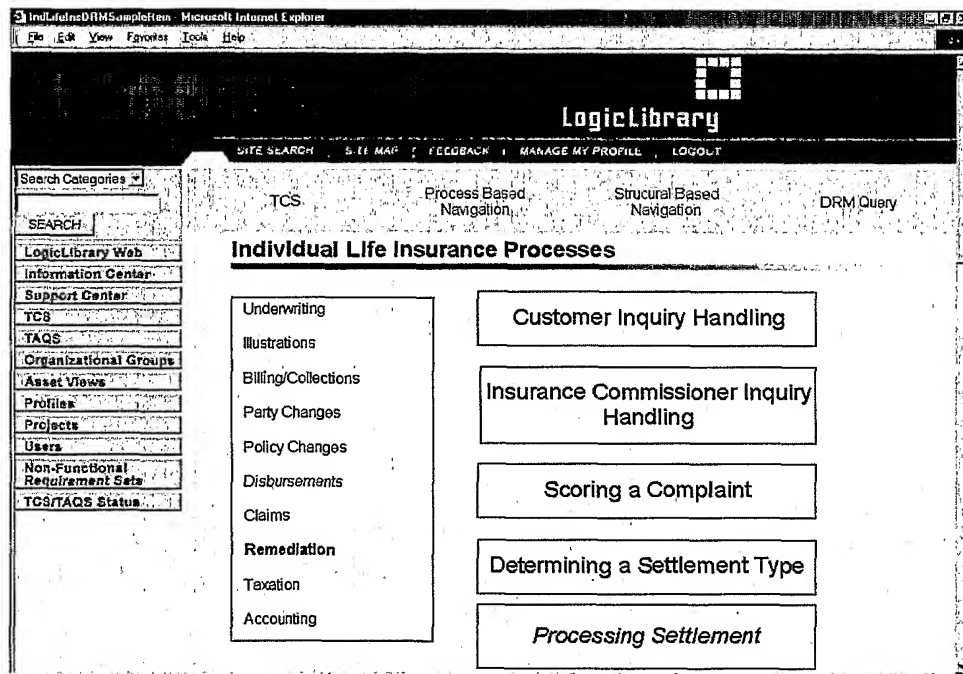 IndLifeInsDRMSampleItem - Microsoft Internet Explorer
File Edit View Favorites Tools Help
LogicLibrary
SITE SEARCH | SITE MAP | FEEDBACK | MANAGE MY PROFILE | LOGOUT
Search Categories
SEARCH
TCS
Process Based
Navigation
Strucural Based
Navigation
DRM Query
LogicLibrary Web
Information Center
Support Center
TCS
TAQS
Organizational Groups
Asset Views
Profiles
Projects
Users
Non-Functional
Requirement Sets
TCS/TAQS Status
Individual Life Insurance Processes
Underwriting
Illustrations
Billing/Collections
Party Changes
Policy Changes
Disbursements
Claims
Remediation
Taxation
Accounting
Customer Inquiry Handling
Insurance Commissioner Inquiry
Handling
Scoring a Complaint
Determining a Settlement Type
Processing Settlement